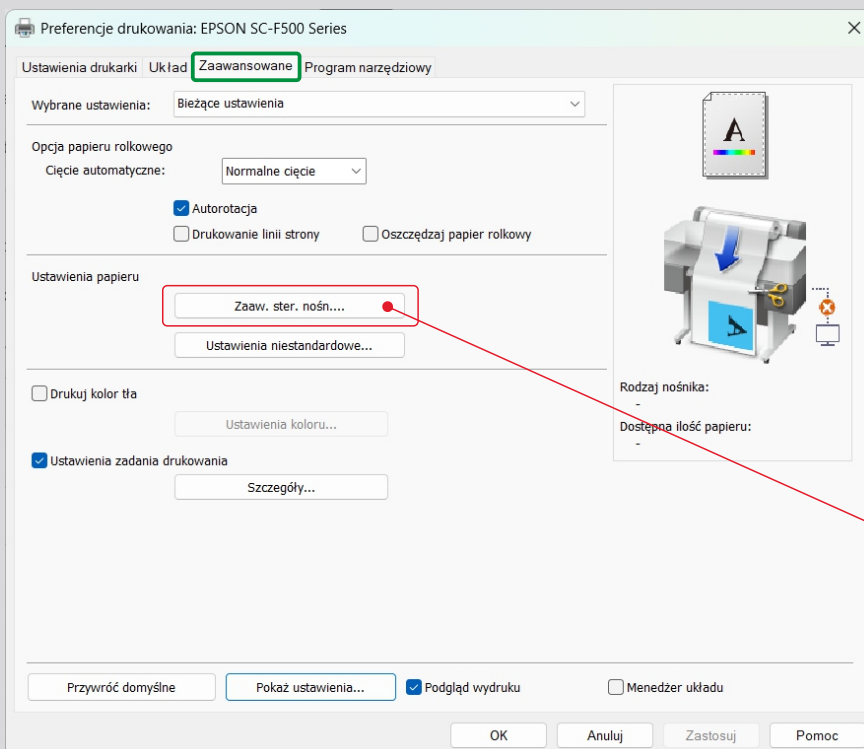 Preferencje drukowania: EPSON SC-F500 Series
Ustawienia drukarki Układ Zaawansowane Program narzędziowy
Wybrane ustawienia: Bieżące ustawienia
Opcja papieru rolkowego
Cięcie automatyczne: Normalne cięcie
Autorotacja
Drukowanie linii strony Oszczędzaj papier rolkowy
Ustawienia papieru
Zaaw. ster. nośn....
Ustawienia niestandardowe...
Drukuj kolor tła
Ustawienia koloru...
Ustawienia zadania drukowania
Szczegóły...
A
Rodzaj nośnika:
-
Dostępna ilość papieru:
-
Przywróć domyślne Pokaż ustawienia... Podgląd wydruku Menedżer układu
OK Anuluj Zastosuj Pomoc